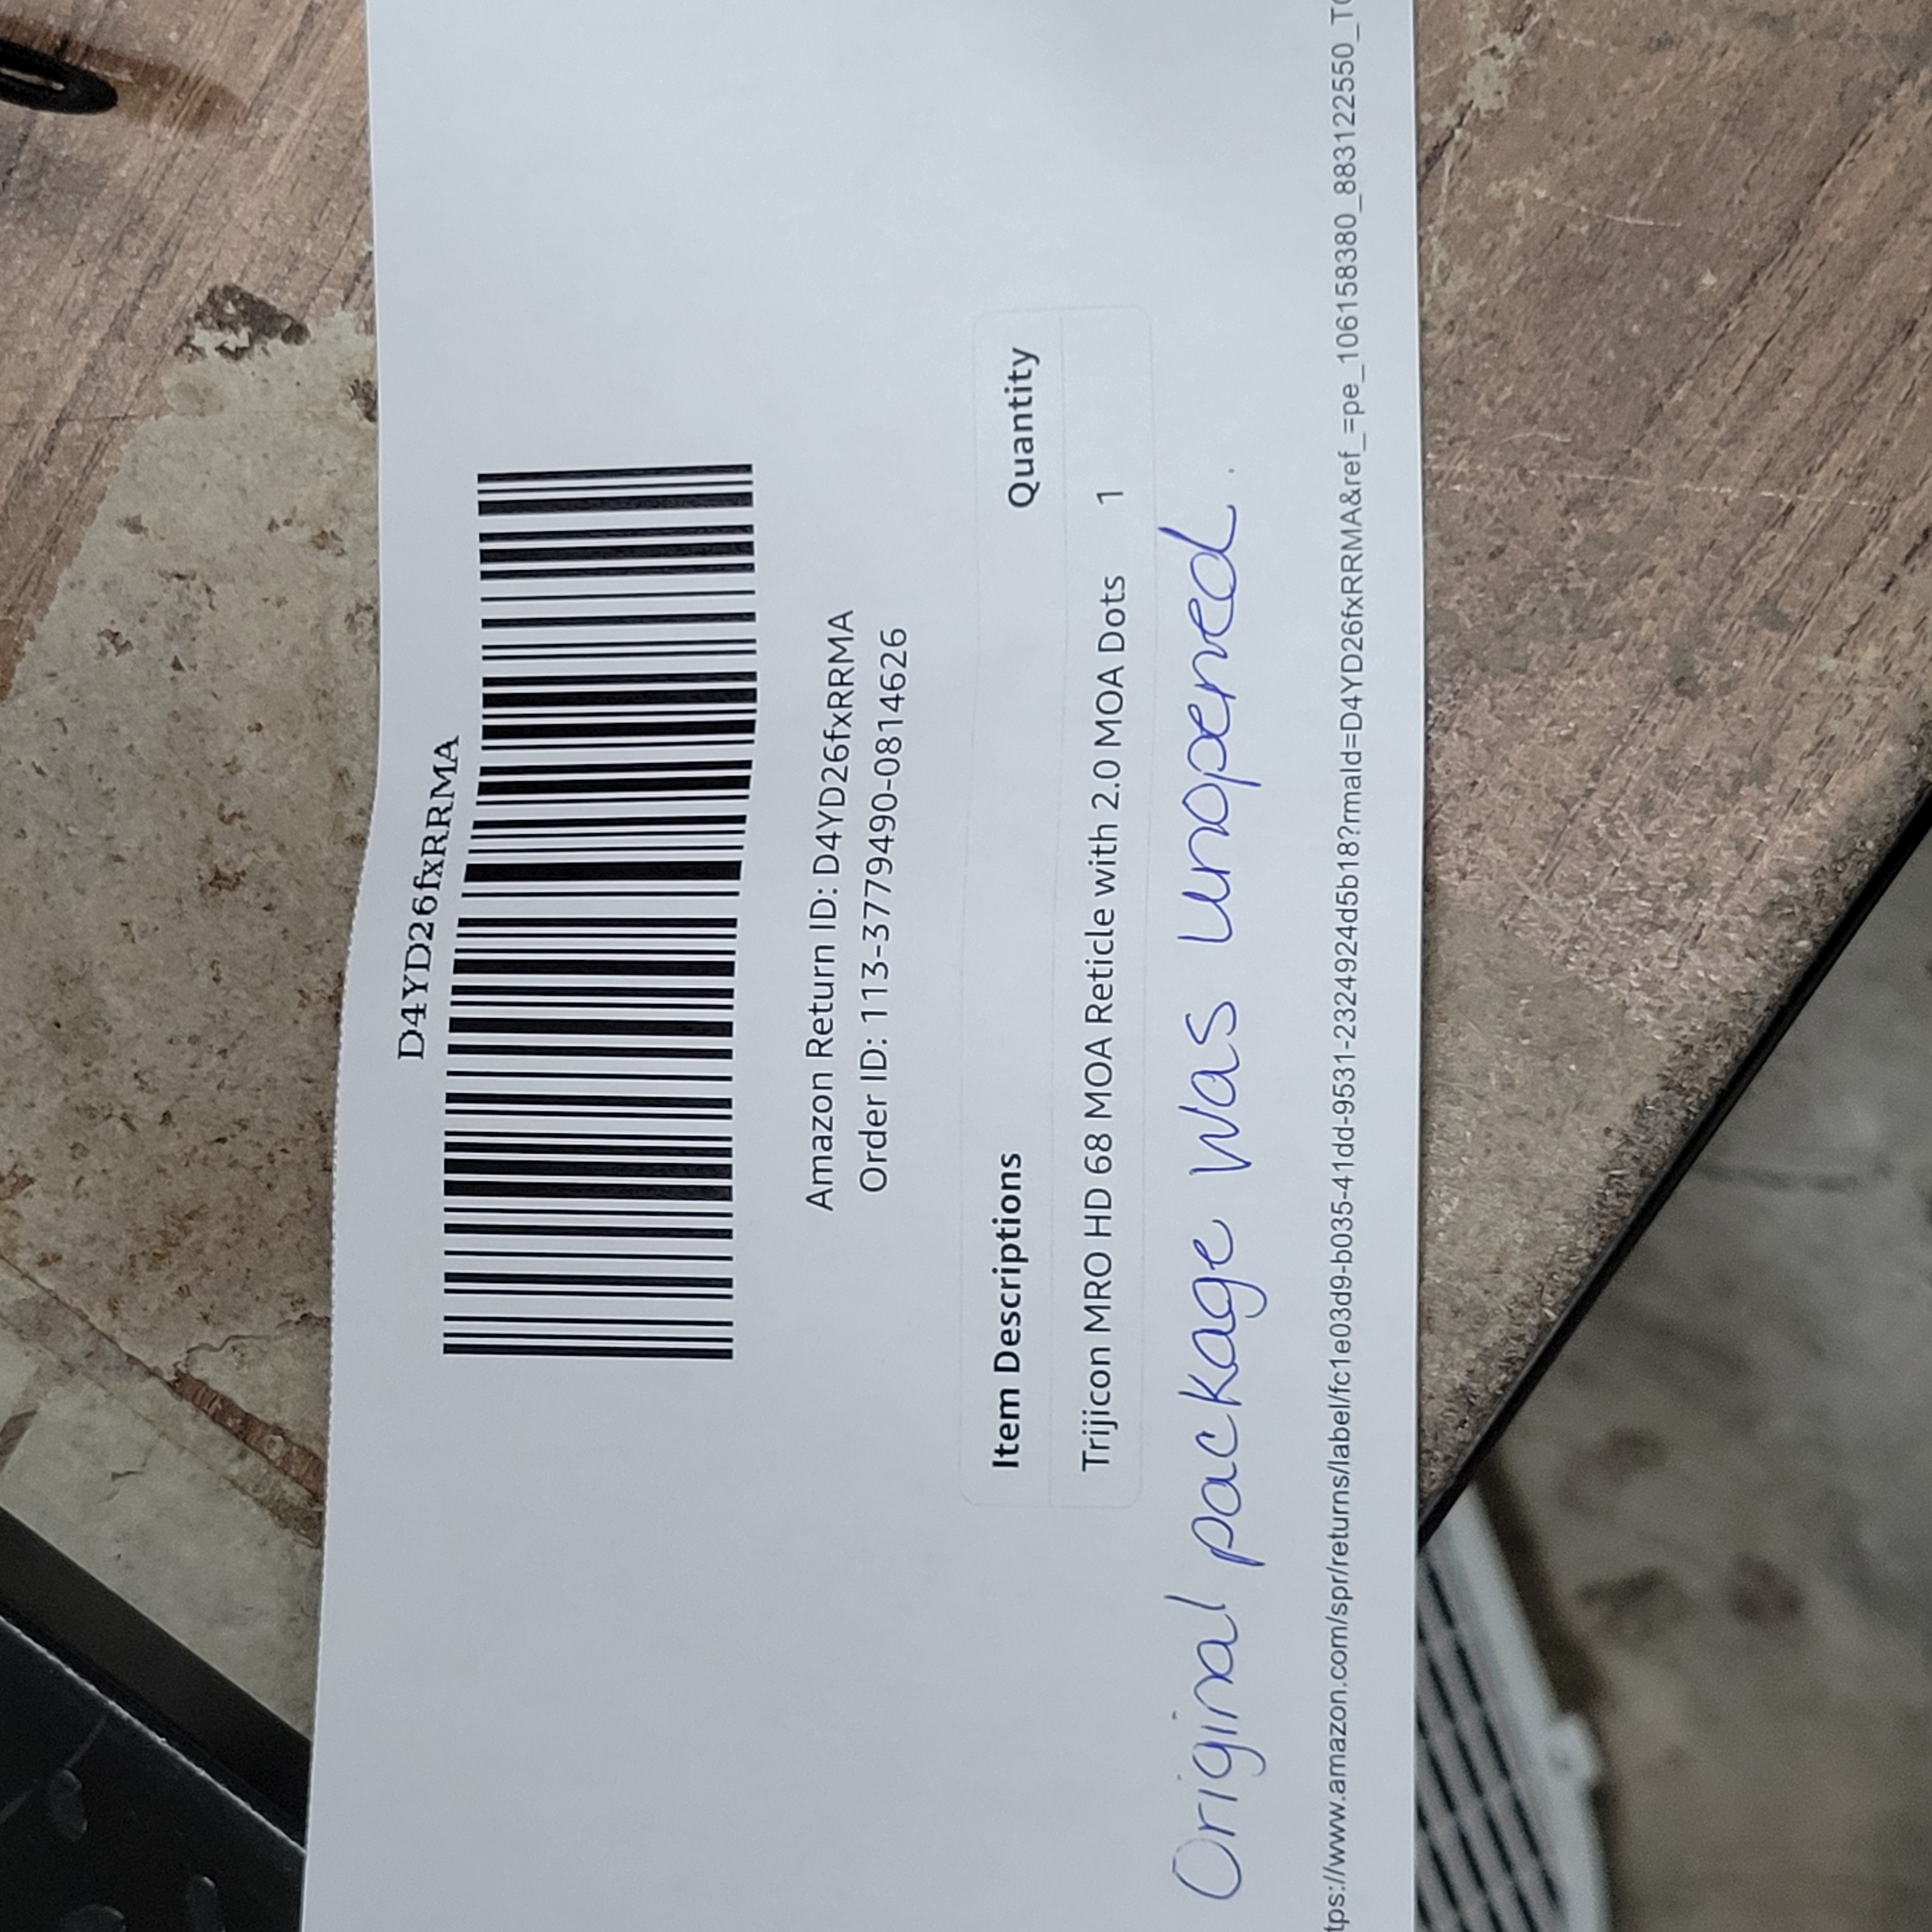 D4YD26fxRRMA
Amazon Return ID: D4YD26fxRRMA
Order ID: 113-3779490-0814626
Item Descriptions Quantity
Trijicon MRO HD 68 MOA Reticle with 2.0 MOA Dots 1
Original package was unopened.
tps://www.amazon.com/spr/returns/label/fc1e03d9-b035-41dd-9531-2324924d5b18?rmaId=D4YD26fxRRMA&ref_=pe_106158380_883122550_T